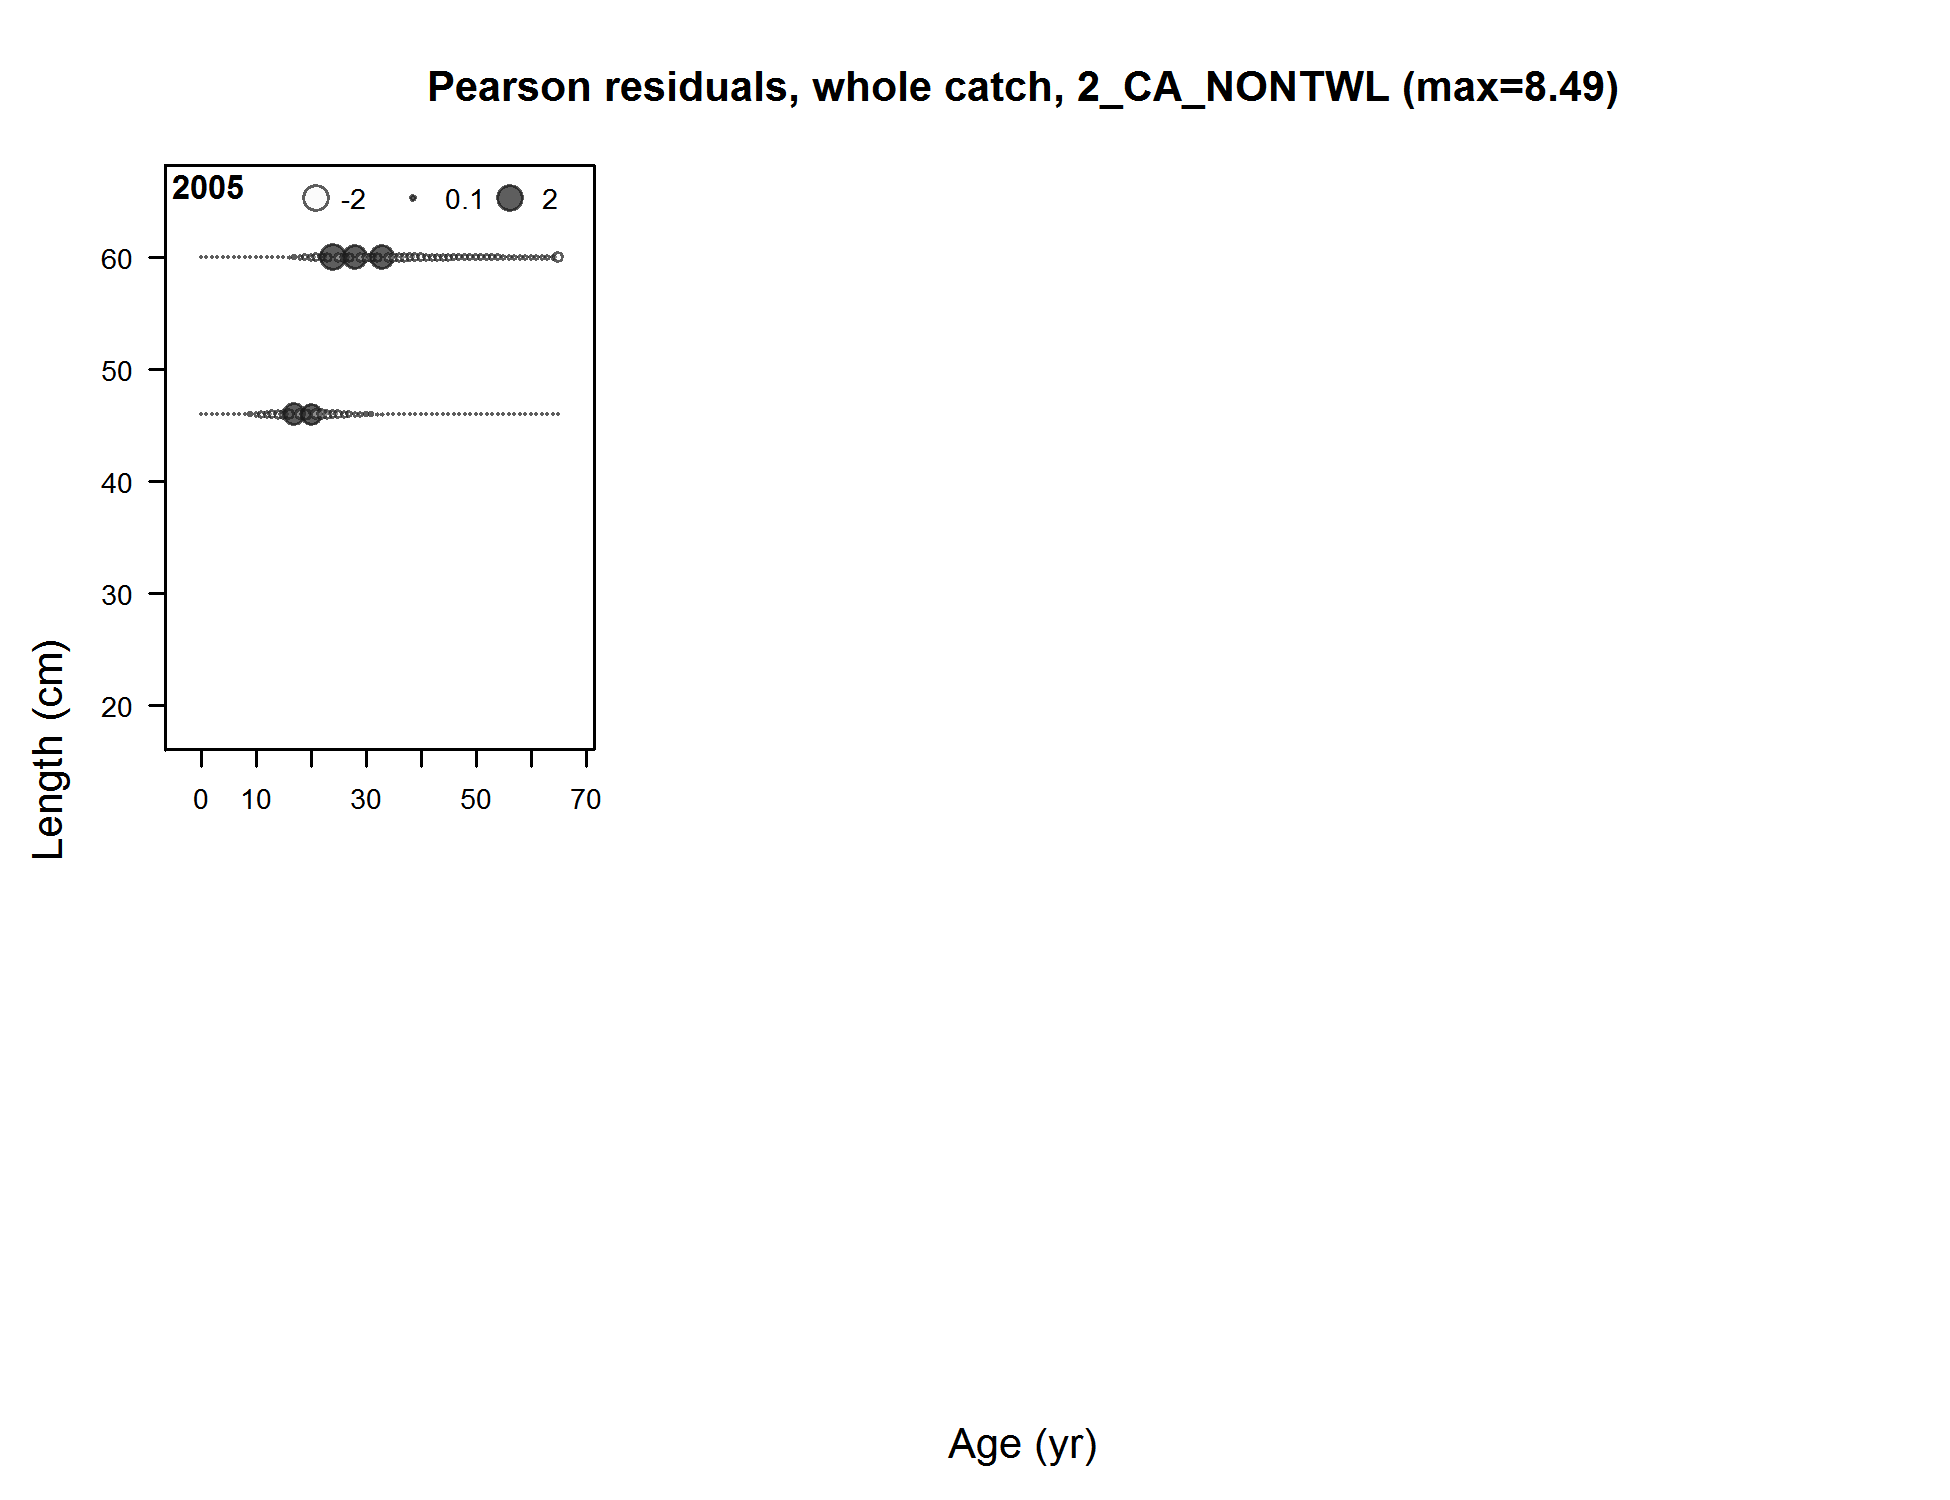 Pearson residuals, whole catch, 2_CA_NONTWL (max=8.49)
2005 -2 0.1 2
60
50
40
30
20
Length (cm)
0 10 30 50 70
Age (yr)